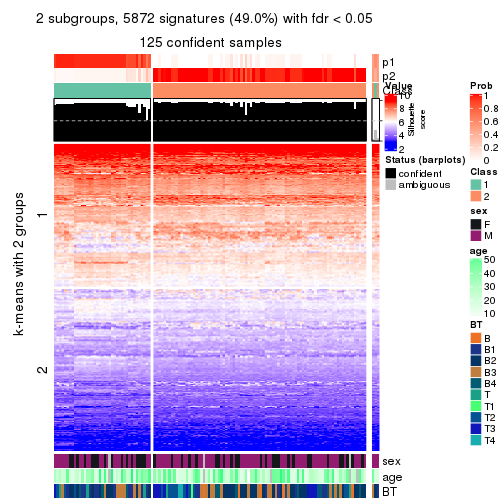 2 subgroups, 5872 signatures (49.0%) with fdr < 0.05
125 confident samples
p1
p2
Class
Silhouette
score
k-means with 2 groups
1
2
sex
age
BT
Value
10
8
6
4
2
Status (barplots)
confident
ambiguous
Prob
1
0.8
0.6
0.4
0.2
0
Class
1
2
sex
F
M
age
50
40
30
20
10
BT
B
B1
B2
B3
B4
T
T1
T2
T3
T4